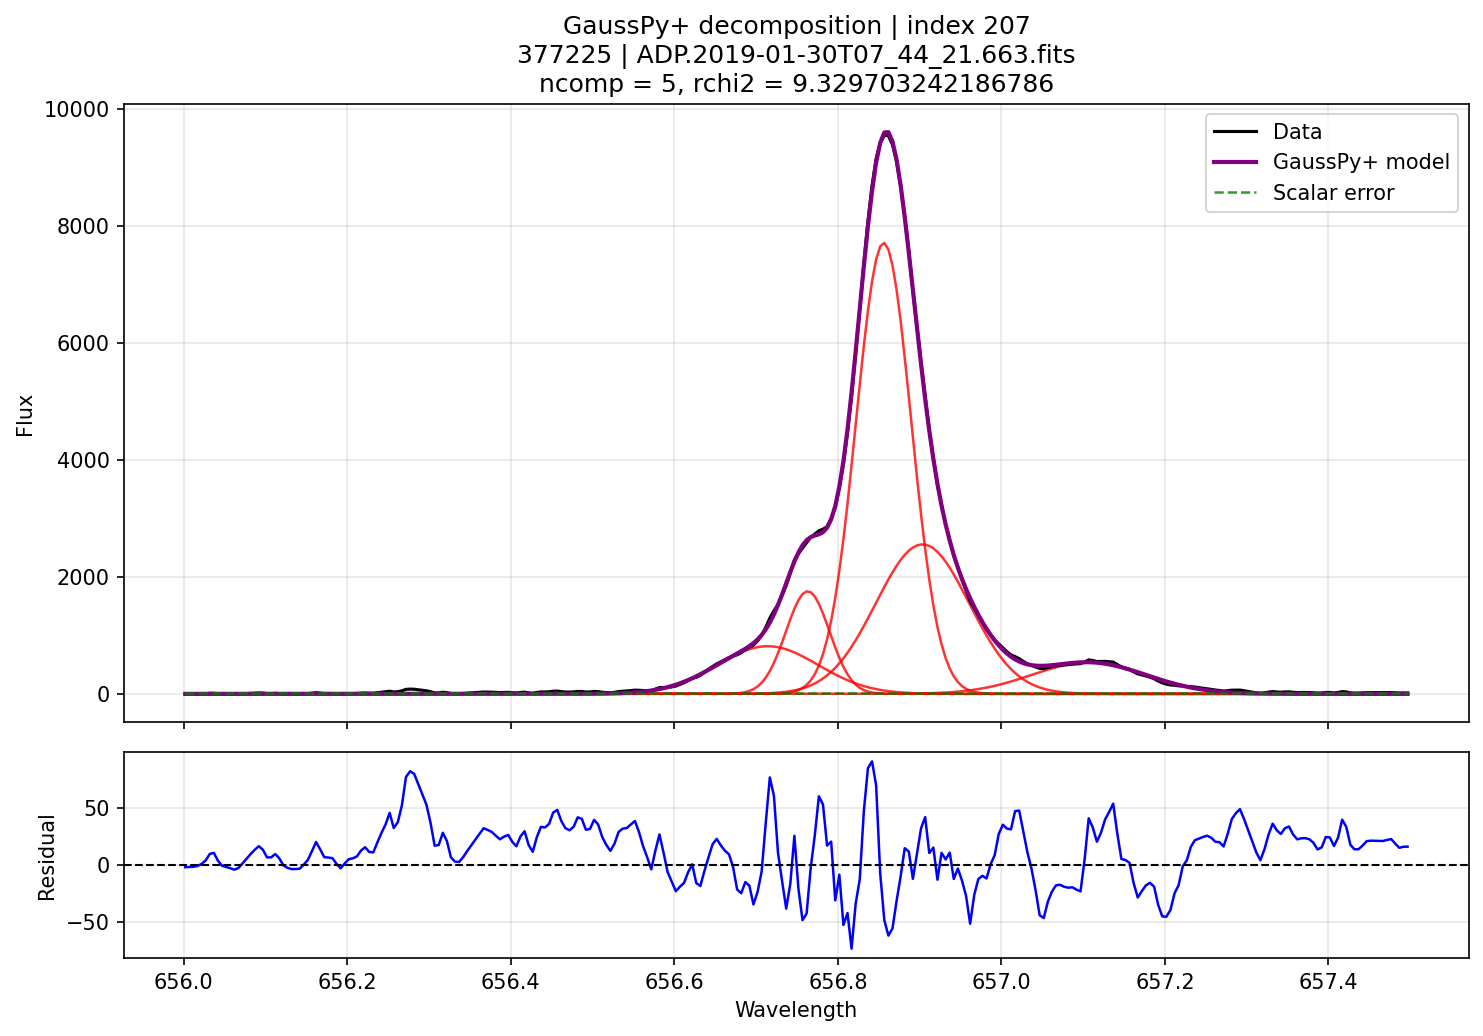 GaussPy+ decomposition | index 207
377225 | ADP.2019-01-30T07_44_21.663.fits
ncomp = 5, rchi2 = 9.329703242186786
10000
8000
6000
4000
2000
0
Flux
Data
GaussPy+ model
Scalar error
50
0
−50
Residual
656.0 656.2 656.4 656.6 656.8 657.0 657.2 657.4
Wavelength